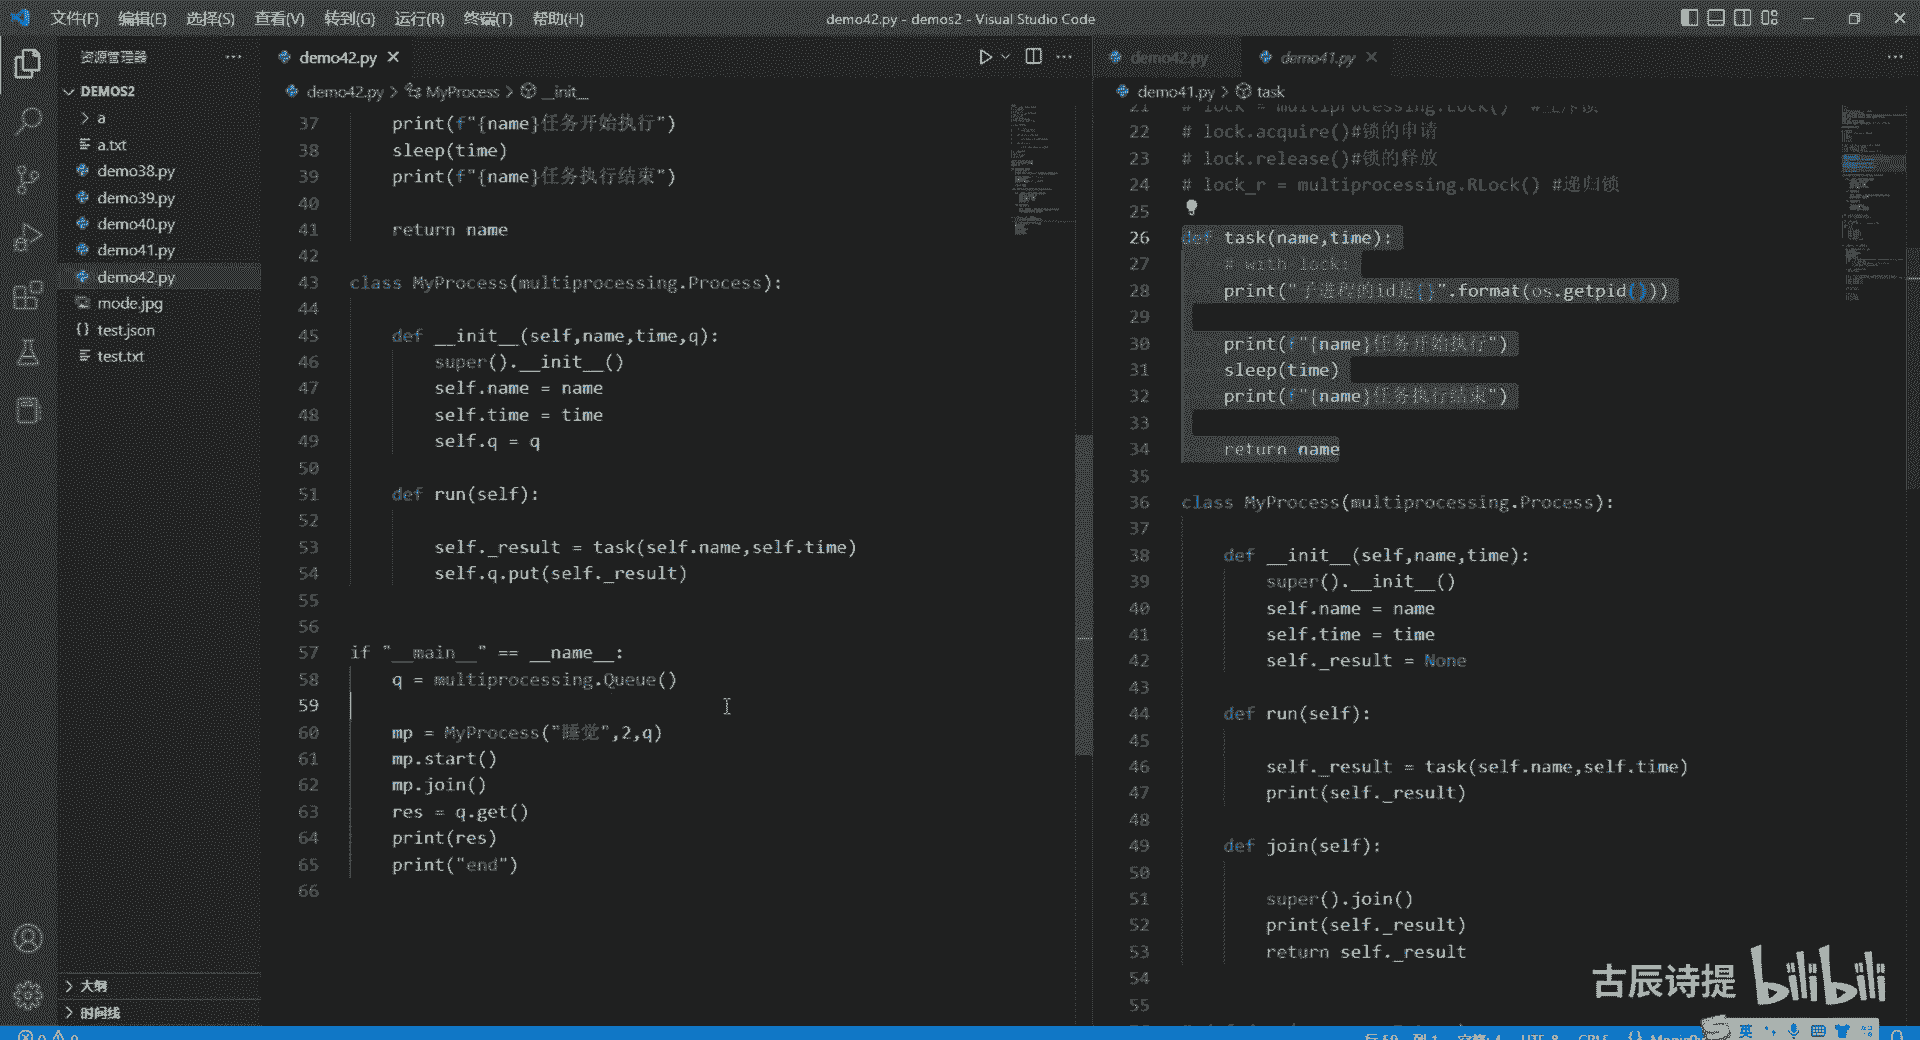 文件(F) 编辑(E) 选择(S) 查看(V) 转到(G) 运行(R) 终端(T) 帮助(H)
demo42.py - demos2 - Visual Studio Code
资源管理器
DEMOS2
a
a.txt
demo38.py
demo39.py
demo40.py
demo41.py
demo42.py
mode.jpg
test.json
test.txt
大纲
时间线
demo42.py
demo42.py > MyProcess > __init__
37 print(f"{name}任务开始执行")
38 sleep(time)
39 print(f"{name}任务执行结束")
40
41 return name
42
43 class MyProcess(multiprocessing.Process):
44
45 def __init__(self,name,time,q):
46 super().__init__()
47 self.name = name
48 self.time = time
49 self.q = q
50
51 def run(self):
52
53 self._result = task(self.name,self.time)
54 self.q.put(self._result)
55
56
57 if "__main__" == __name__:
58 q = multiprocessing.Queue()
59
60 mp = MyProcess("睡觉",2,q)
61 mp.start()
62 mp.join()
63 res = q.get()
64 print(res)
65 print("end")
66
demo42.py demo41.py
demo41.py > task
21 # lock = multiprocessing.Lock()
22 # lock.acquire()#锁的申请
23 # lock.release()#锁的释放
24 # lock_r = multiprocessing.RLock() #递归锁
25
26 def task(name,time):
27 # with lock:
28 print("子进程的id是{}".format(os.getpid()))
29
30 print(f"{name}任务开始执行")
31 sleep(time)
32 print(f"{name}任务执行结束")
33
34 return name
35
36 class MyProcess(multiprocessing.Process):
37
38 def __init__(self,name,time):
39 super().__init__()
40 self.name = name
41 self.time = time
42 self._result = None
43
44 def run(self):
45
46 self._result = task(self.name,self.time)
47 print(self._result)
48
49 def join(self):
50
51 super().join()
52 print(self._result)
53 return self._result
54
55
古辰诗提 bilibili
英